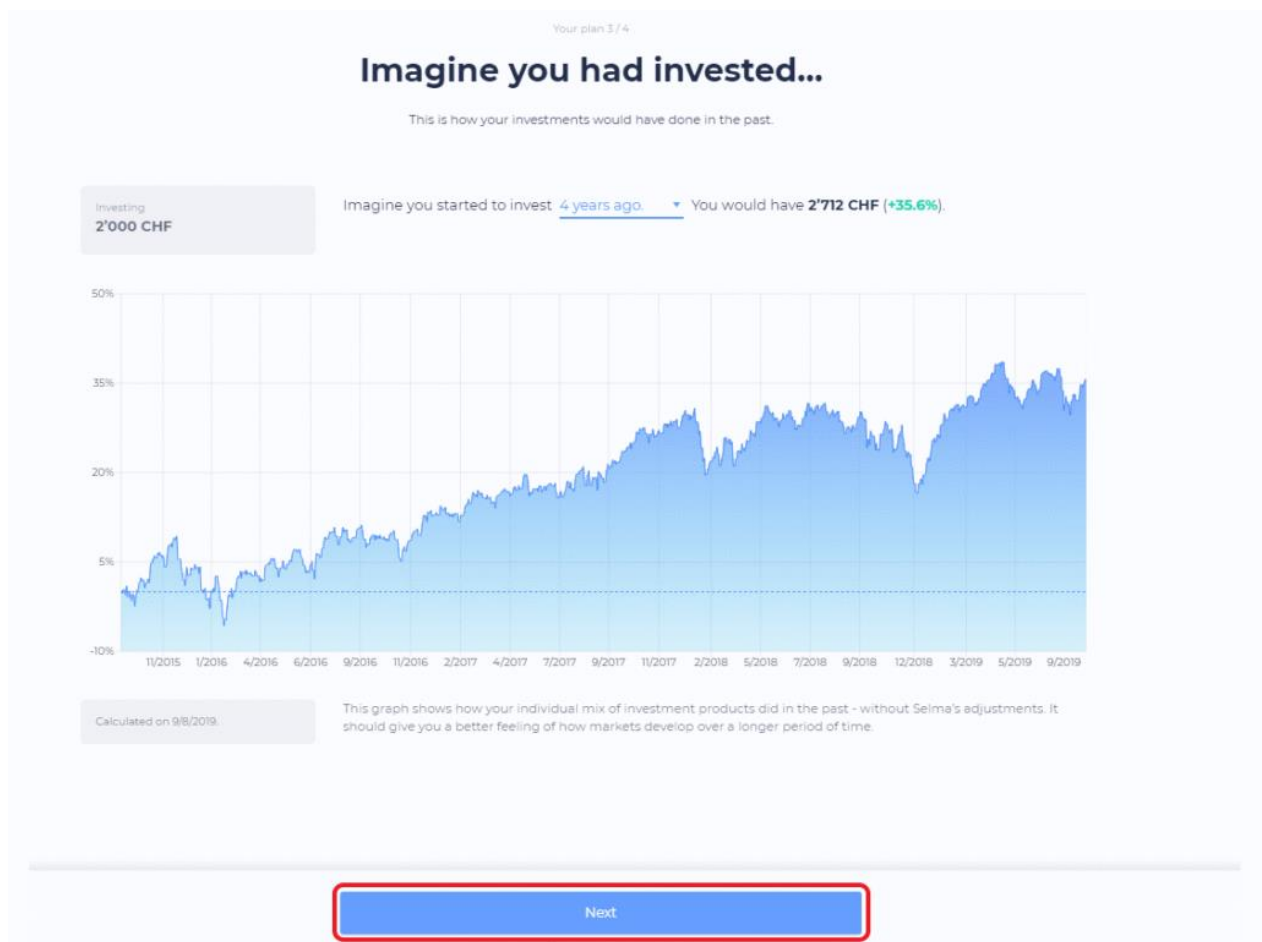 Your plan 3 / 4
Imagine you had invested...
This is how your investments would have done in the past.
Investing
2'000 CHF
Imagine you started to invest 4 years ago. You would have 2'712 CHF (+35.6%).
50%
35%
20%
5%
-10%
11/2015 1/2016 4/2016 6/2016 9/2016 11/2016 2/2017 4/2017 7/2017 9/2017 11/2017 2/2018 5/2018 7/2018 9/2018 12/2018 3/2019 5/2019 9/2019
Calculated on 9/8/2019.
This graph shows how your individual mix of investment products did in the past - without Selma's adjustments. It
should give you a better feeling of how markets develop over a longer period of time.
Next